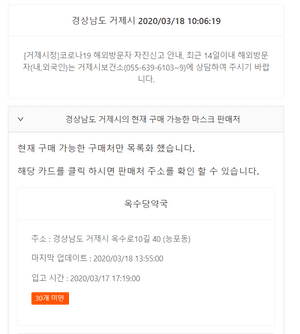 경상남도 거제시 2020/03/18 10:06:19
[거제시청]코로나19 해외방문자 자진신고 안내. 최근 14일이내 해외방문
자(내,외국인)는 거제시보건소(055-639-6103~9)에 상담하여 주시기 바랍
니다.
경상남도 거제시의 현재 구매 가능한 마스크 판매처
현재 구매 가능한 구매처만 목록화 했습니다.
해당 카드를 클릭 하시면 판매처 주소를 확인 할 수 있습니다.
옥수당약국
주소 : 경상남도 거제시 옥수로10길 40 (능포동)
마지막 업데이트 : 2020/03/18 13:55:00
입고 시간 : 2020/03/17 17:19:00
30개 미만